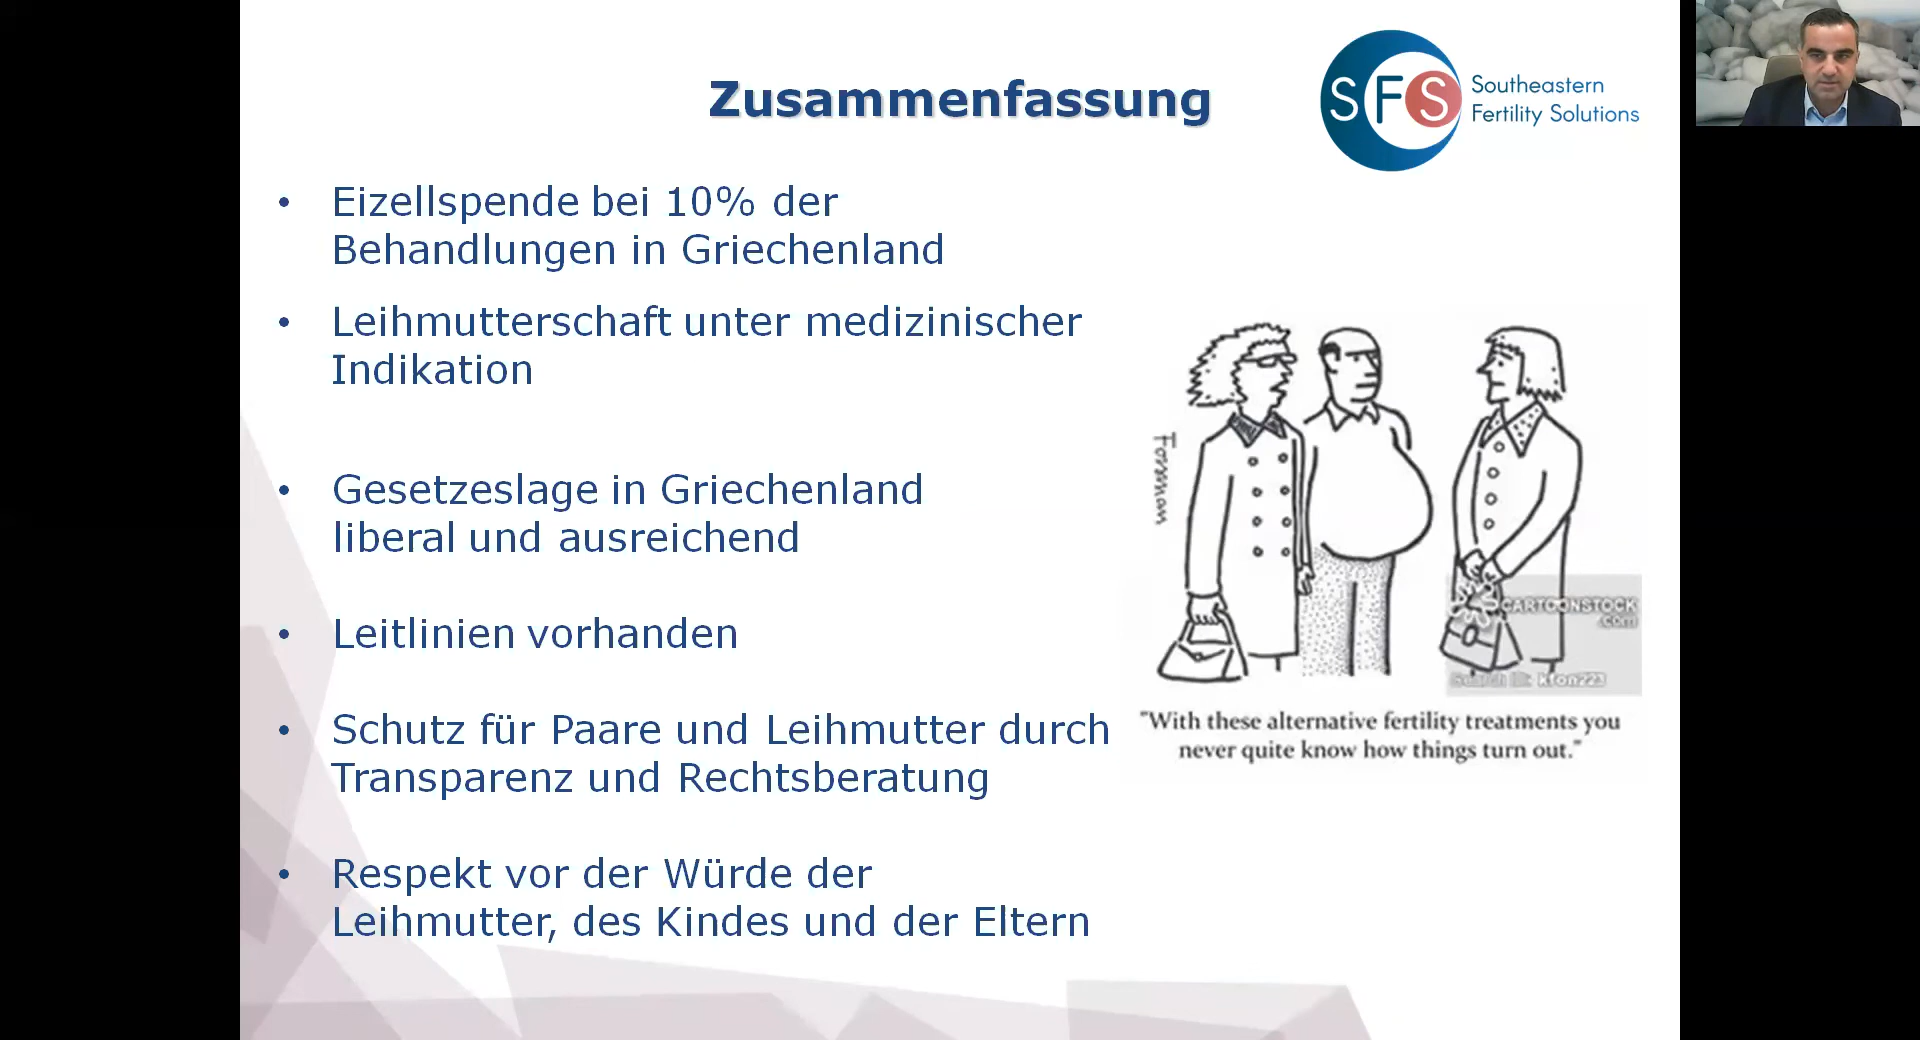 Zusammenfassung
SFS
Southeastern
Fertility Solutions
• Eizellspende bei 10% der
Behandlungen in Griechenland
• Leihmutterschaft unter medizinischer
Indikation
• Gesetzeslage in Griechenland
liberal und ausreichend
• Leitlinien vorhanden
• Schutz für Paare und Leihmutter durch
Transparenz und Rechtsberatung
• Respekt vor der Würde der
Leihmutter, des Kindes und der Eltern
CARTOONSTOCK
.com
Search ID:
"With these alternative fertility treatments you
never quite know how things turn out."